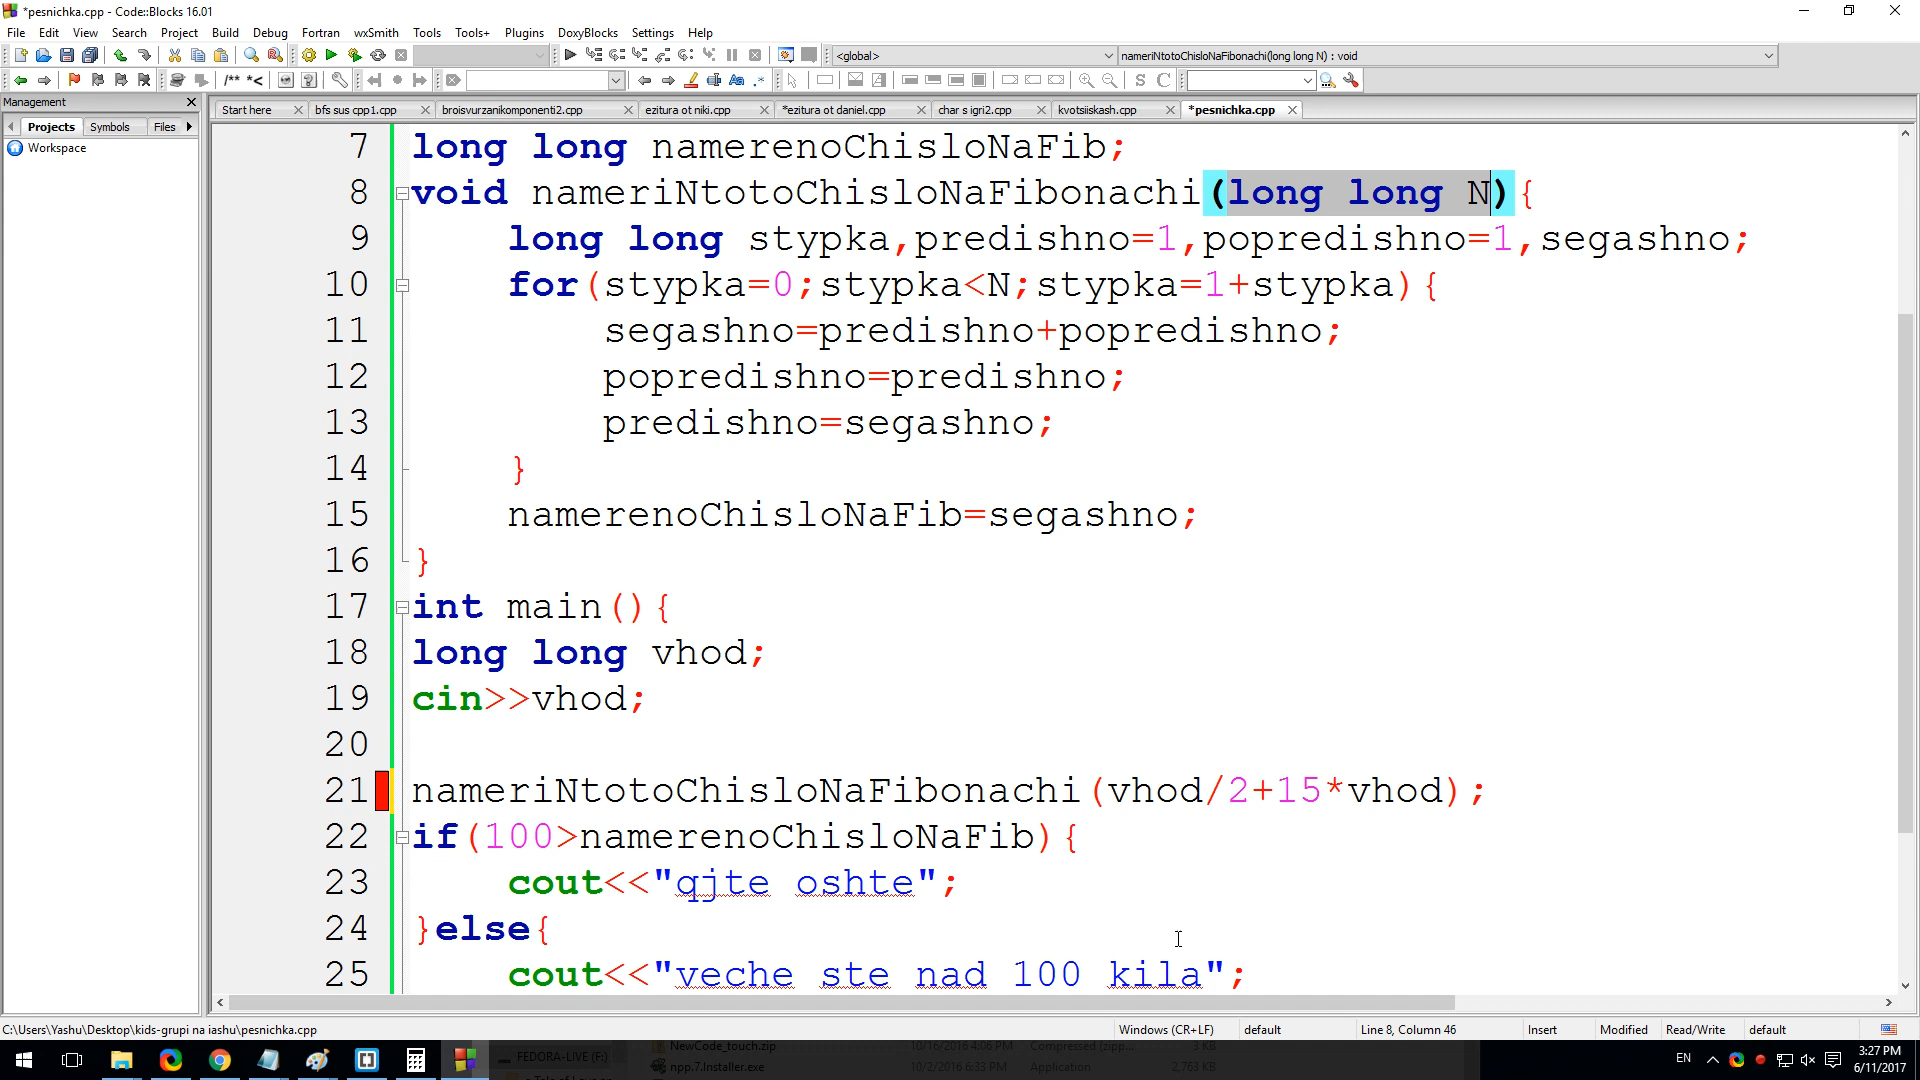 *pesnichka.cpp - Code::Blocks 16.01
File Edit View Search Project Build Debug Fortran wxSmith Tools Tools+ Plugins DoxyBlocks Settings Help
<global> nameriNtotoChisloNaFibonachi(long long N) : void
/** *<
Management
Projects Symbols Files
Workspace
Start here bfs sus cpp1.cpp broisvurzanikomponenti2.cpp ezitura ot niki.cpp *ezitura ot daniel.cpp char s igri2.cpp kvotsiiskash.cpp *pesnichka.cpp
7 long long namerenoChisloNaFib;
8 void nameriNtotoChisloNaFibonachi(long long N){
9 long long stypka,predishno=1,popredishno=1,segashno;
10 for(stypka=0;stypka<N;stypka=1+stypka){
11 segashno=predishno+popredishno;
12 popredishno=predishno;
13 predishno=segashno;
14 }
15 namerenoChisloNaFib=segashno;
16 }
17 int main(){
18 long long vhod;
19 cin>>vhod;
20
21 nameriNtotoChisloNaFibonachi(vhod/2+15*vhod);
22 if(100>namerenoChisloNaFib){
23 cout<<"qjte oshte";
24 }else{
25 cout<<"veche ste nad 100 kila";
C:\Users\Yashu\Desktop\kids-grupi na iashu\pesnichka.cpp Windows (CR+LF) default Line 8, Column 46 Insert Modified Read/Write default
FEDORA-LIVE (F:)
NewCode_touch.zip 10/16/2016 4:06 PM Compressed (zipp... 3 KB
npp.7.Installer.exe 10/2/2016 6:33 PM Application 2,763 KB
EN
3:27 PM
6/11/2017